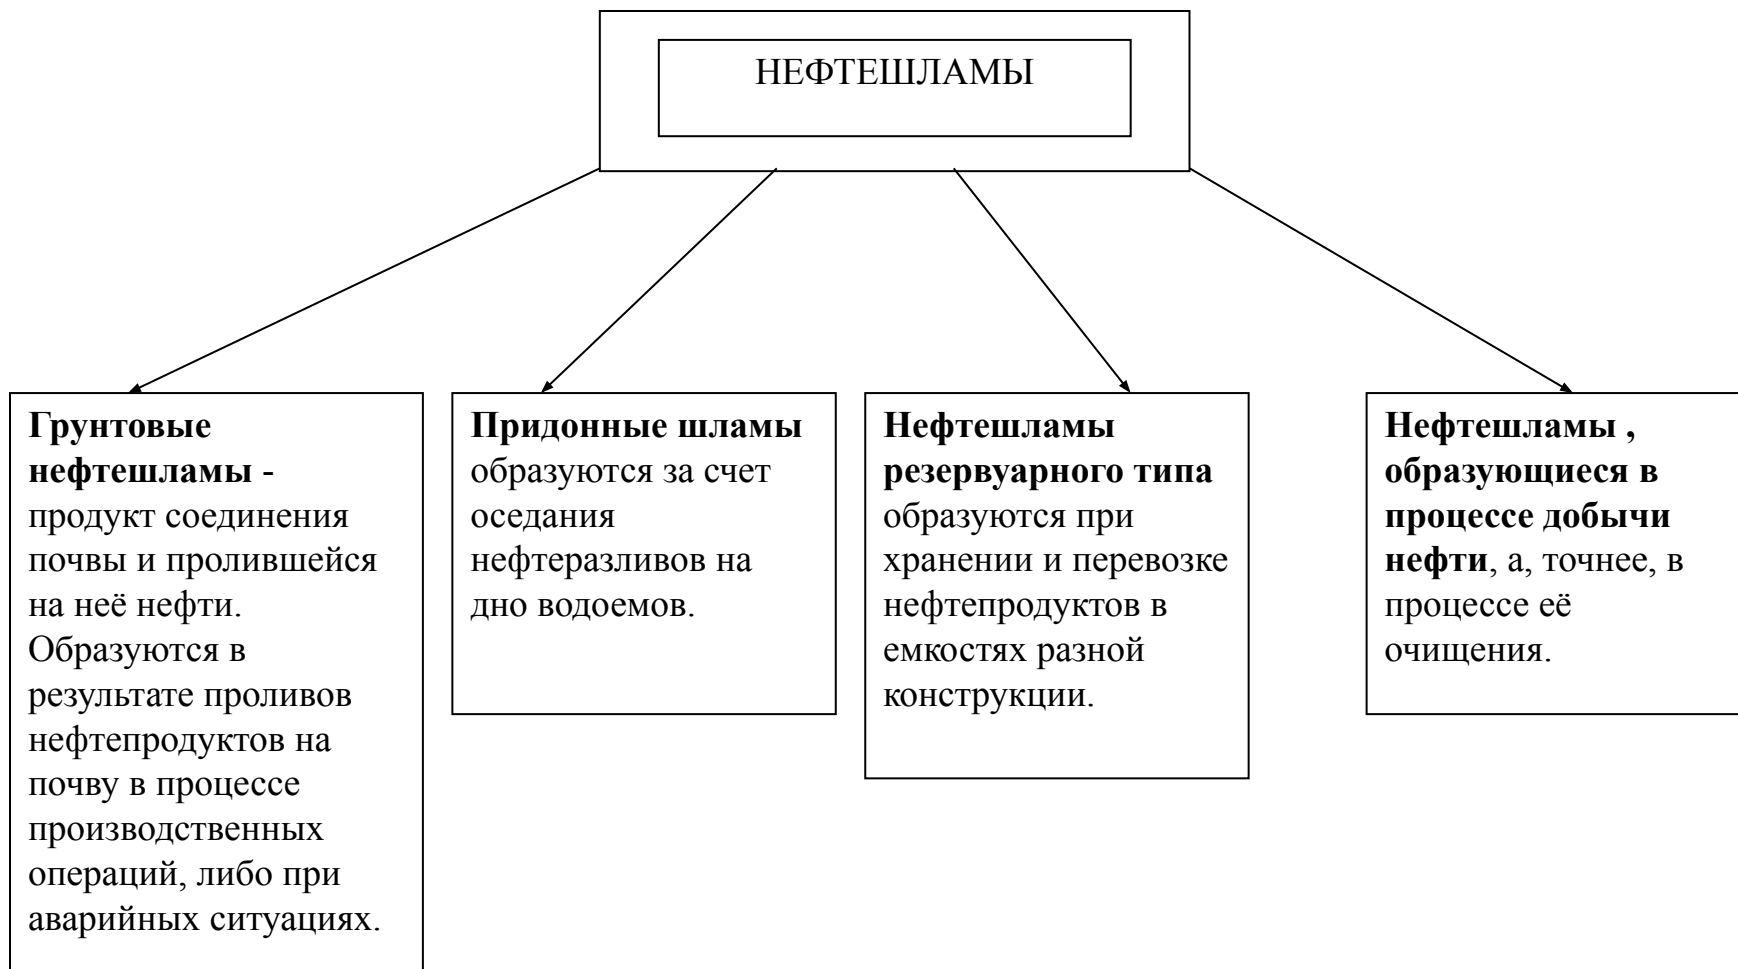 НЕФТЕШЛАМЫ
Грунтовые
нефтешламы -
продукт соединения
почвы и пролившейся
на неё нефти.
Образуются в
результате проливов
нефтепродуктов на
почву в процессе
производственных
операций, либо при
аварийных ситуациях.
Придонные шламы
образуются за счет
оседания
нефтеразливов на
дно водоемов.
Нефтешламы
резервуарного типа
образуются при
хранении и перевозке
нефтепродуктов в
емкостях разной
конструкции.
Нефтешламы ,
образующиеся в
процессе добычи
нефти, а, точнее, в
процессе её
очищения.